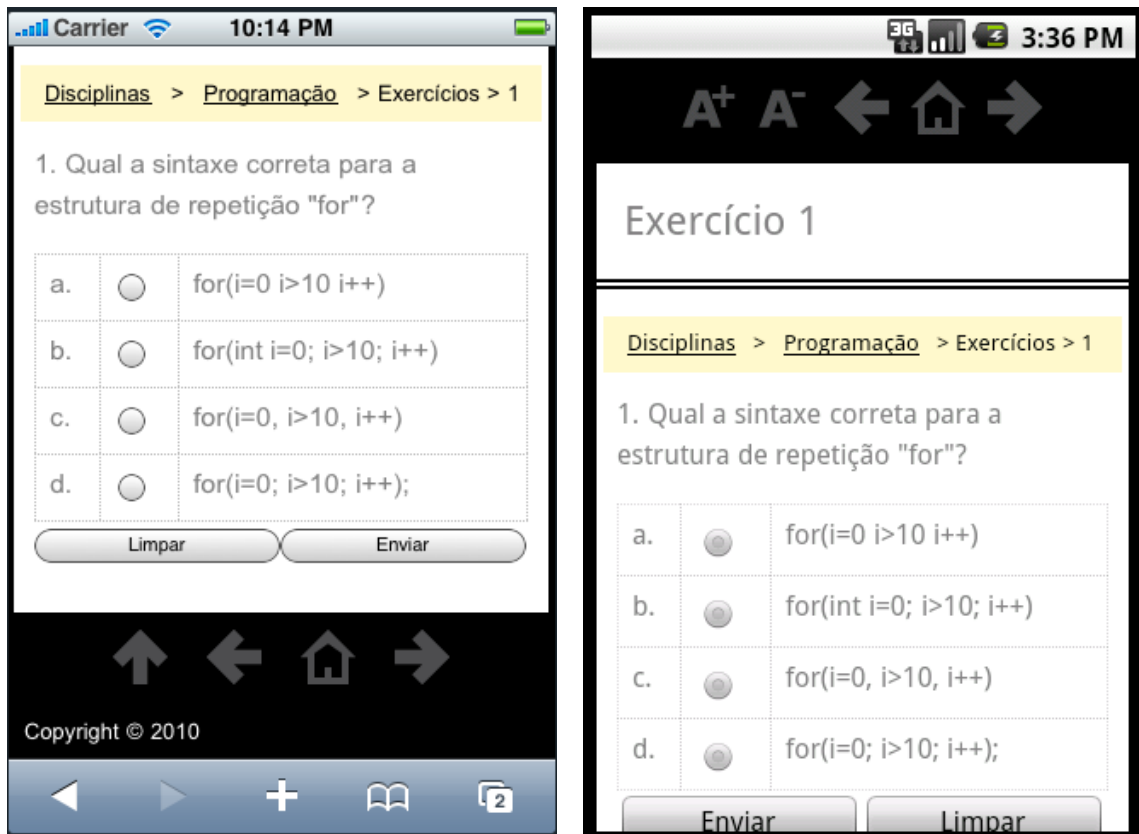 Carrier 10:14 PM
Disciplinas > Programação > Exercícios > 1
1. Qual a sintaxe correta para a
estrutura de repetição "for"?
a. for(i=0 i>10 i++)
b. for(int i=0; i>10; i++)
c. for(i=0, i>10, i++)
d. for(i=0; i>10; i++);
Limpar Enviar
Copyright © 2010
2
3G 3:36 PM
A+ A-
Exercício 1
Disciplinas > Programação > Exercícios > 1
1. Qual a sintaxe correta para a
estrutura de repetição "for"?
a. for(i=0 i>10 i++)
b. for(int i=0; i>10; i++)
c. for(i=0, i>10, i++)
d. for(i=0; i>10; i++);
Enviar Limpar